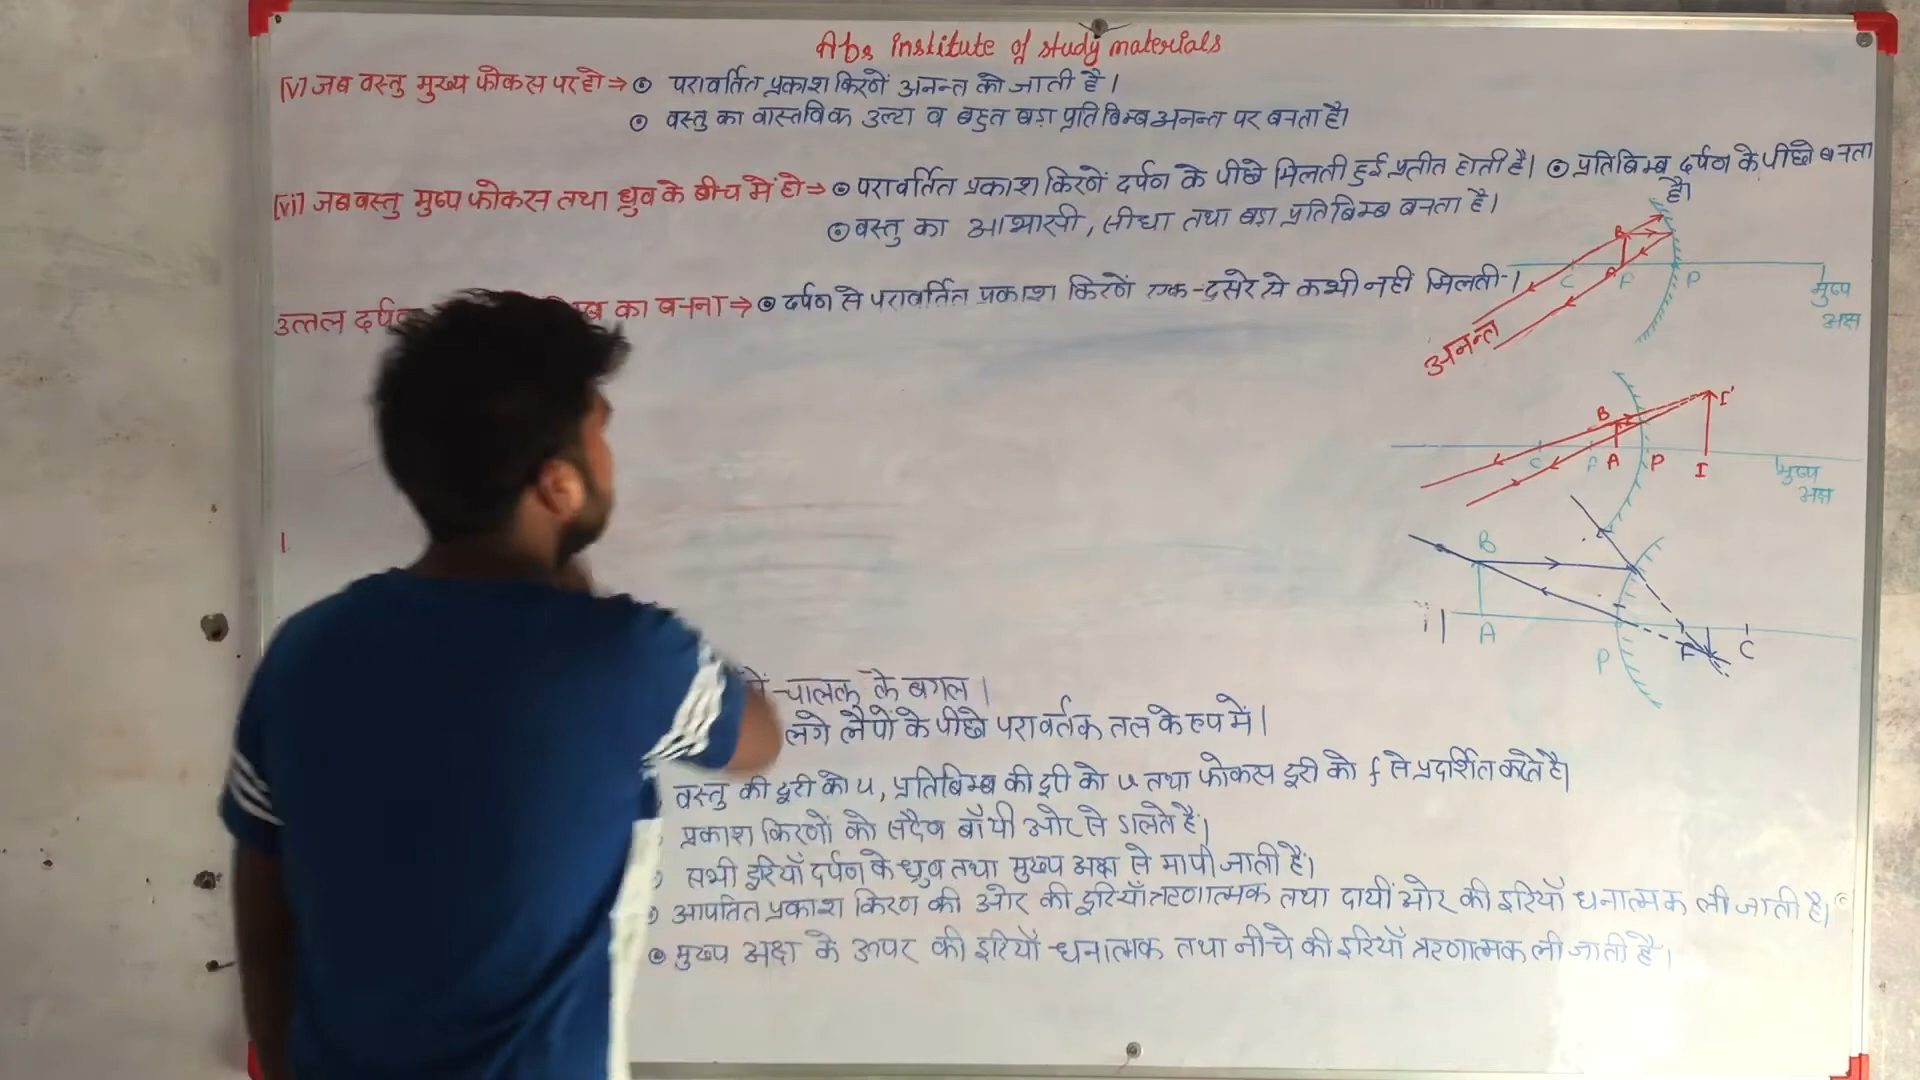 Abs institute of study materials
(v) जब वस्तु मुख्य फोकस पर हो ⇒ ⊙ परावर्तित प्रकाश किरणें अनन्त को जाती है।
⊙ वस्तु का वास्तविक उल्टा व बहुत बड़ा प्रतिबिम्ब अनन्त पर बनता है।
(vi) जब वस्तु मुख्य फोकस तथा ध्रुव के बीच में हो → ⊙ परावर्तित प्रकाश किरणें दर्पण के पीछे मिलती हुई प्रतीत होती है। ⊙ प्रतिबिम्ब दर्पण के पीछे बनता
है।
⊙ वस्तु का आभासी, सीधा तथा बड़ा प्रतिबिम्ब बनता है।
उत्तल दर्पण का बनना → ⊙ दर्पण से परावर्तित प्रकाश किरणें एक-दूसरे से कभी नही मिलती।
B
C A F P
मुख्य
अक्ष
अनन्त
B I'
C F A P I
मुख्य
अक्ष
B
A P F C
में चालक के बगल।
लगे लैंपों के पीछे परावर्तक तल के रूप में।
वस्तु की दूरी को u, प्रतिबिम्ब की दूरी को v तथा फोकस दूरी को f से प्रदर्शित करते है।
प्रकाश किरणों को सदैव बाँयी ओर से डालते है।
सभी दूरियाँ दर्पण के ध्रुव तथा मुख्य अक्ष से मापी जाती है।
आपतित प्रकाश किरण की ओर की दूरियाँ ऋणात्मक तथा दायीं ओर की दूरियाँ धनात्मक ली जाती है।
⊙ मुख्य अक्ष के ऊपर की दूरियाँ धनात्मक तथा नीचे की दूरियाँ ऋणात्मक ली जाती है।